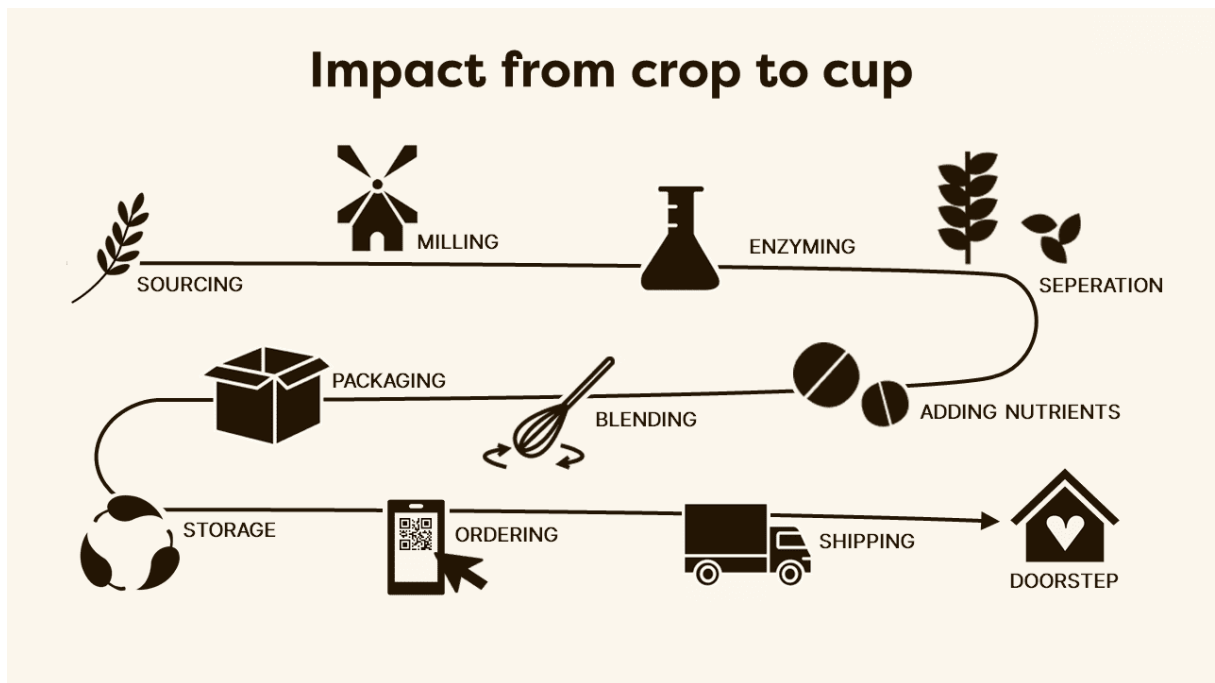 Impact from crop to cup
SOURCING
MILLING
ENZYMING
SEPERATION
ADDING NUTRIENTS
BLENDING
PACKAGING
STORAGE
ORDERING
SHIPPING
DOORSTEP